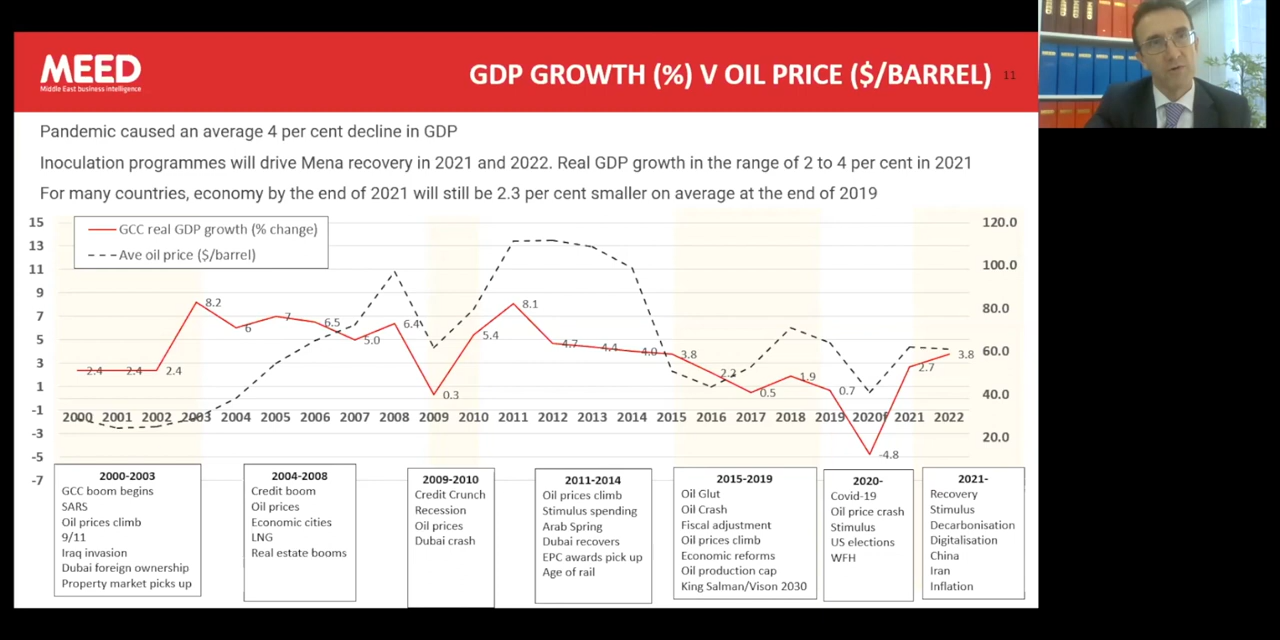 MEED
Middle East business intelligence
GDP GROWTH (%) V OIL PRICE ($/BARREL)
11
Pandemic caused an average 4 per cent decline in GDP
Inoculation programmes will drive Mena recovery in 2021 and 2022. Real GDP growth in the range of 2 to 4 per cent in 2021
For many countries, economy by the end of 2021 will still be 2.3 per cent smaller on average at the end of 2019
GCC real GDP growth (% change)
Ave oil price ($/barrel)
15
13
11
9
7
5
3
1
-1
-3
-5
-7
120.0
100.0
80.0
60.0
40.0
20.0
2.4
2.4
2.4
8.2
6
7
6.5
5.0
6.4
0.3
5.4
8.1
4.7
4.4
4.0
3.8
2.2
0.5
1.9
0.7
-4.8
2.7
3.8
2000 2001 2002 2003 2004 2005 2006 2007 2008 2009 2010 2011 2012 2013 2014 2015 2016 2017 2018 2019 2020f 2021 2022
2000-2003
GCC boom begins
SARS
Oil prices climb
9/11
Iraq invasion
Dubai foreign ownership
Property market picks up
2004-2008
Credit boom
Oil prices
Economic cities
LNG
Real estate booms
2009-2010
Credit Crunch
Recession
Oil prices
Dubai crash
2011-2014
Oil prices climb
Stimulus spending
Arab Spring
Dubai recovers
EPC awards pick up
Age of rail
2015-2019
Oil Glut
Oil Crash
Fiscal adjustment
Oil prices climb
Economic reforms
Oil production cap
King Salman/Vison 2030
2020-
Covid-19
Oil price crash
Stimulus
US elections
WFH
2021-
Recovery
Stimulus
Decarbonisation
Digitalisation
China
Iran
Inflation